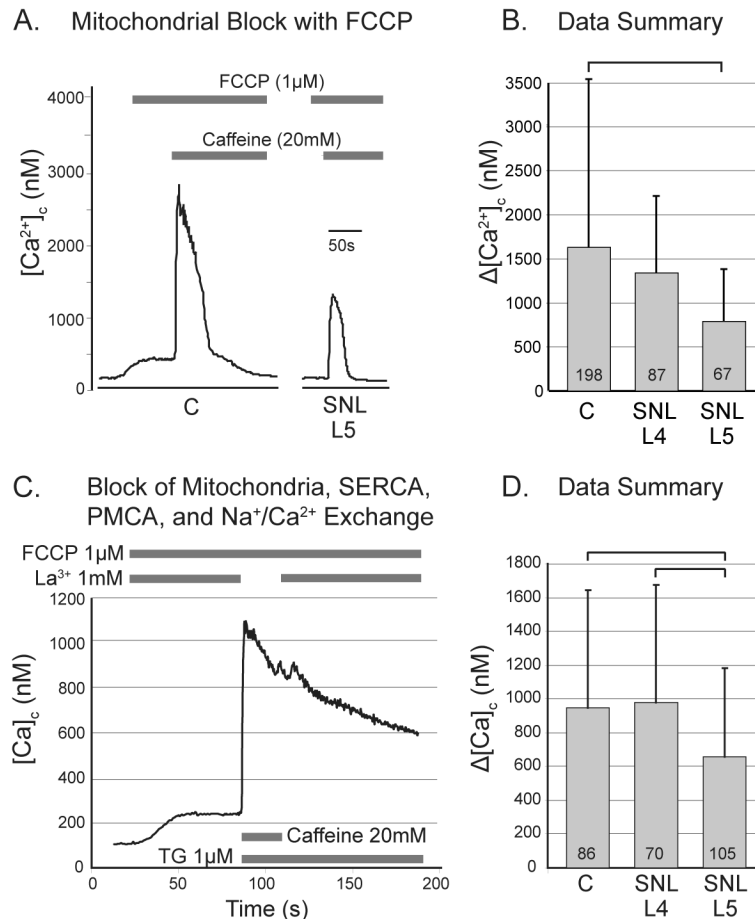 A. Mitochondrial Block with FCCP
FCCP (1µM)
Caffeine (20mM)
[Ca²⁺]c (nM)
4000
3000
2000
1000
0
50s
C
SNL
L5
B. Data Summary
Δ[Ca²⁺]c (nM)
3500
3000
2500
2000
1500
1000
500
0
198
87
67
C
SNL
L4
SNL
L5
C. Block of Mitochondria, SERCA,
PMCA, and Na⁺/Ca²⁺ Exchange
FCCP 1µM
La³⁺ 1mM
[Ca]c (nM)
1200
1000
800
600
400
200
0
Caffeine 20mM
TG 1µM
0 50 100 150 200
Time (s)
D. Data Summary
Δ[Ca]c (nM)
1800
1600
1400
1200
1000
800
600
400
200
0
86
70
105
C
SNL
L4
SNL
L5